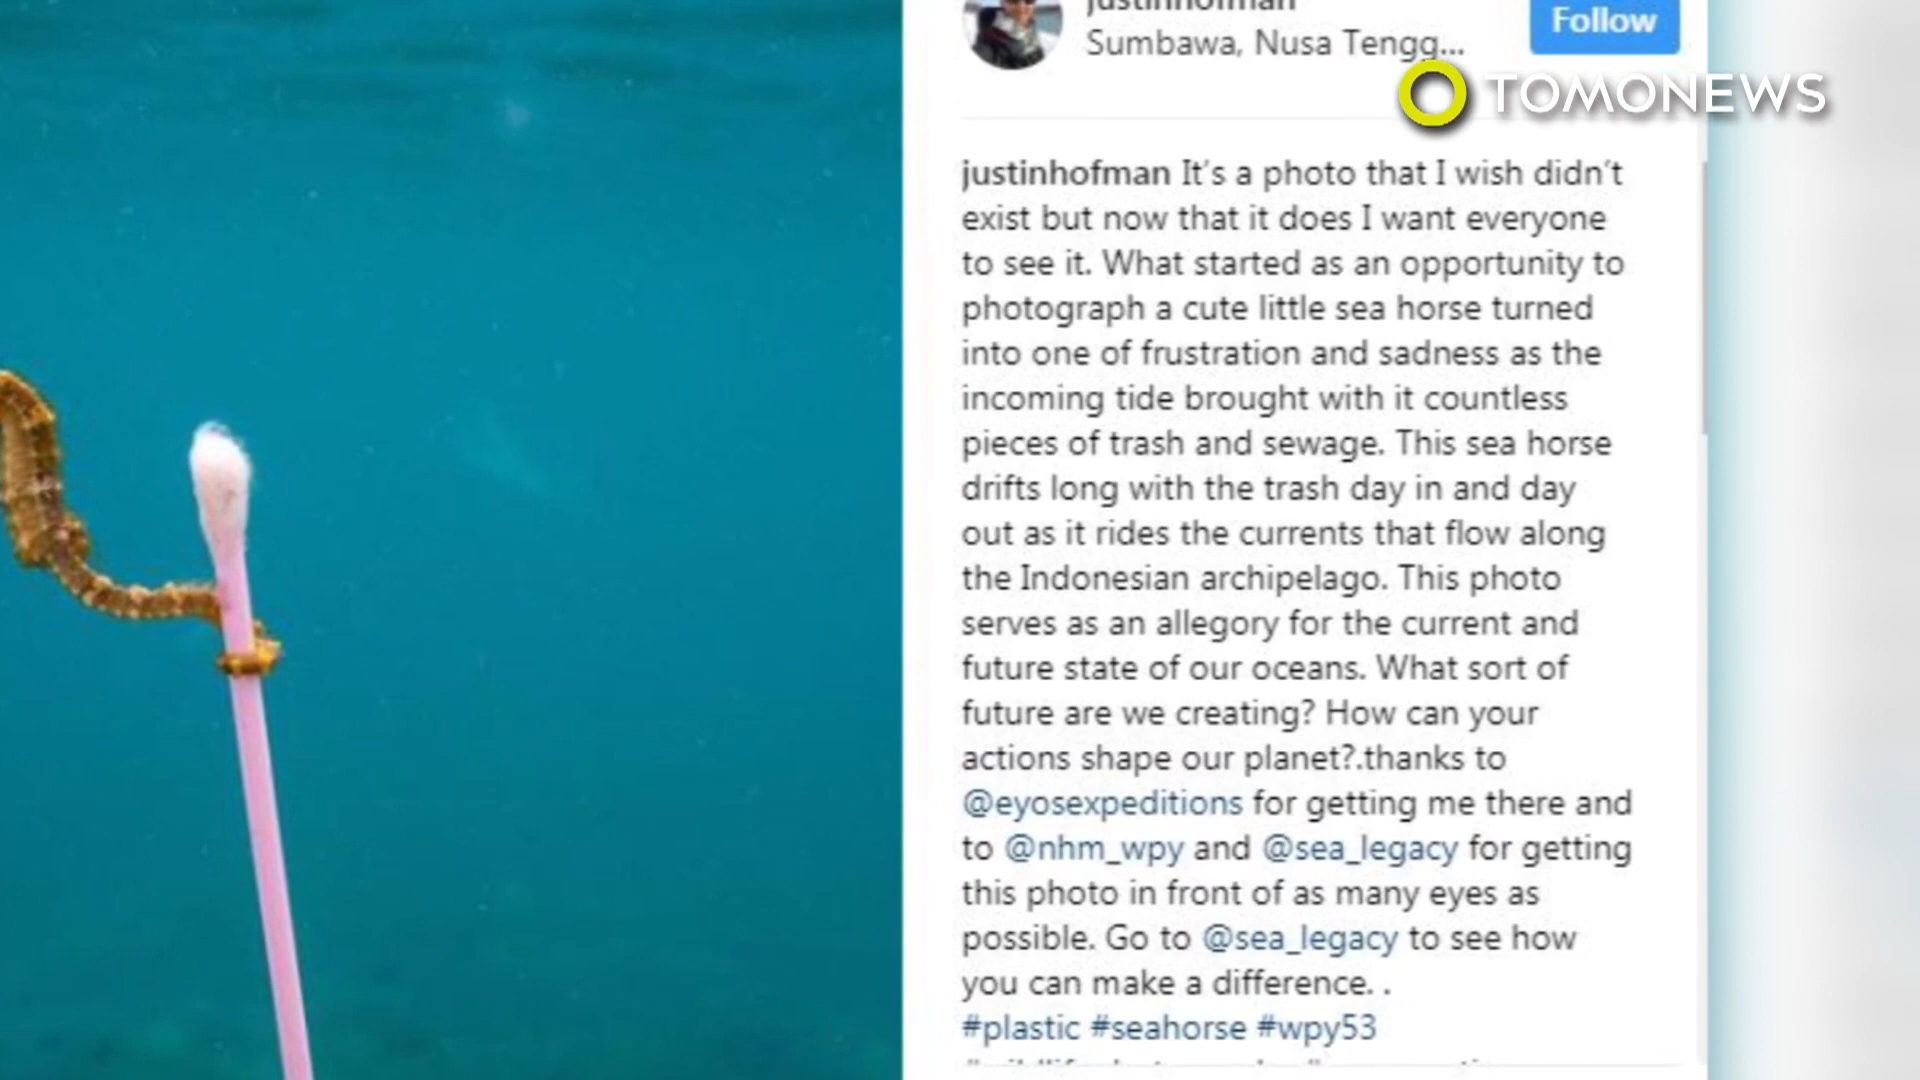 justinhofman
Sumbawa, Nusa Tengg...
Follow
TOMONEWS
justinhofman It's a photo that I wish didn't
exist but now that it does I want everyone
to see it. What started as an opportunity to
photograph a cute little sea horse turned
into one of frustration and sadness as the
incoming tide brought with it countless
pieces of trash and sewage. This sea horse
drifts long with the trash day in and day
out as it rides the currents that flow along
the Indonesian archipelago. This photo
serves as an allegory for the current and
future state of our oceans. What sort of
future are we creating? How can your
actions shape our planet?.thanks to
@eyosexpeditions for getting me there and
to @nhm_wpy and @sea_legacy for getting
this photo in front of as many eyes as
possible. Go to @sea_legacy to see how
you can make a difference. .
#plastic #seahorse #wpy53